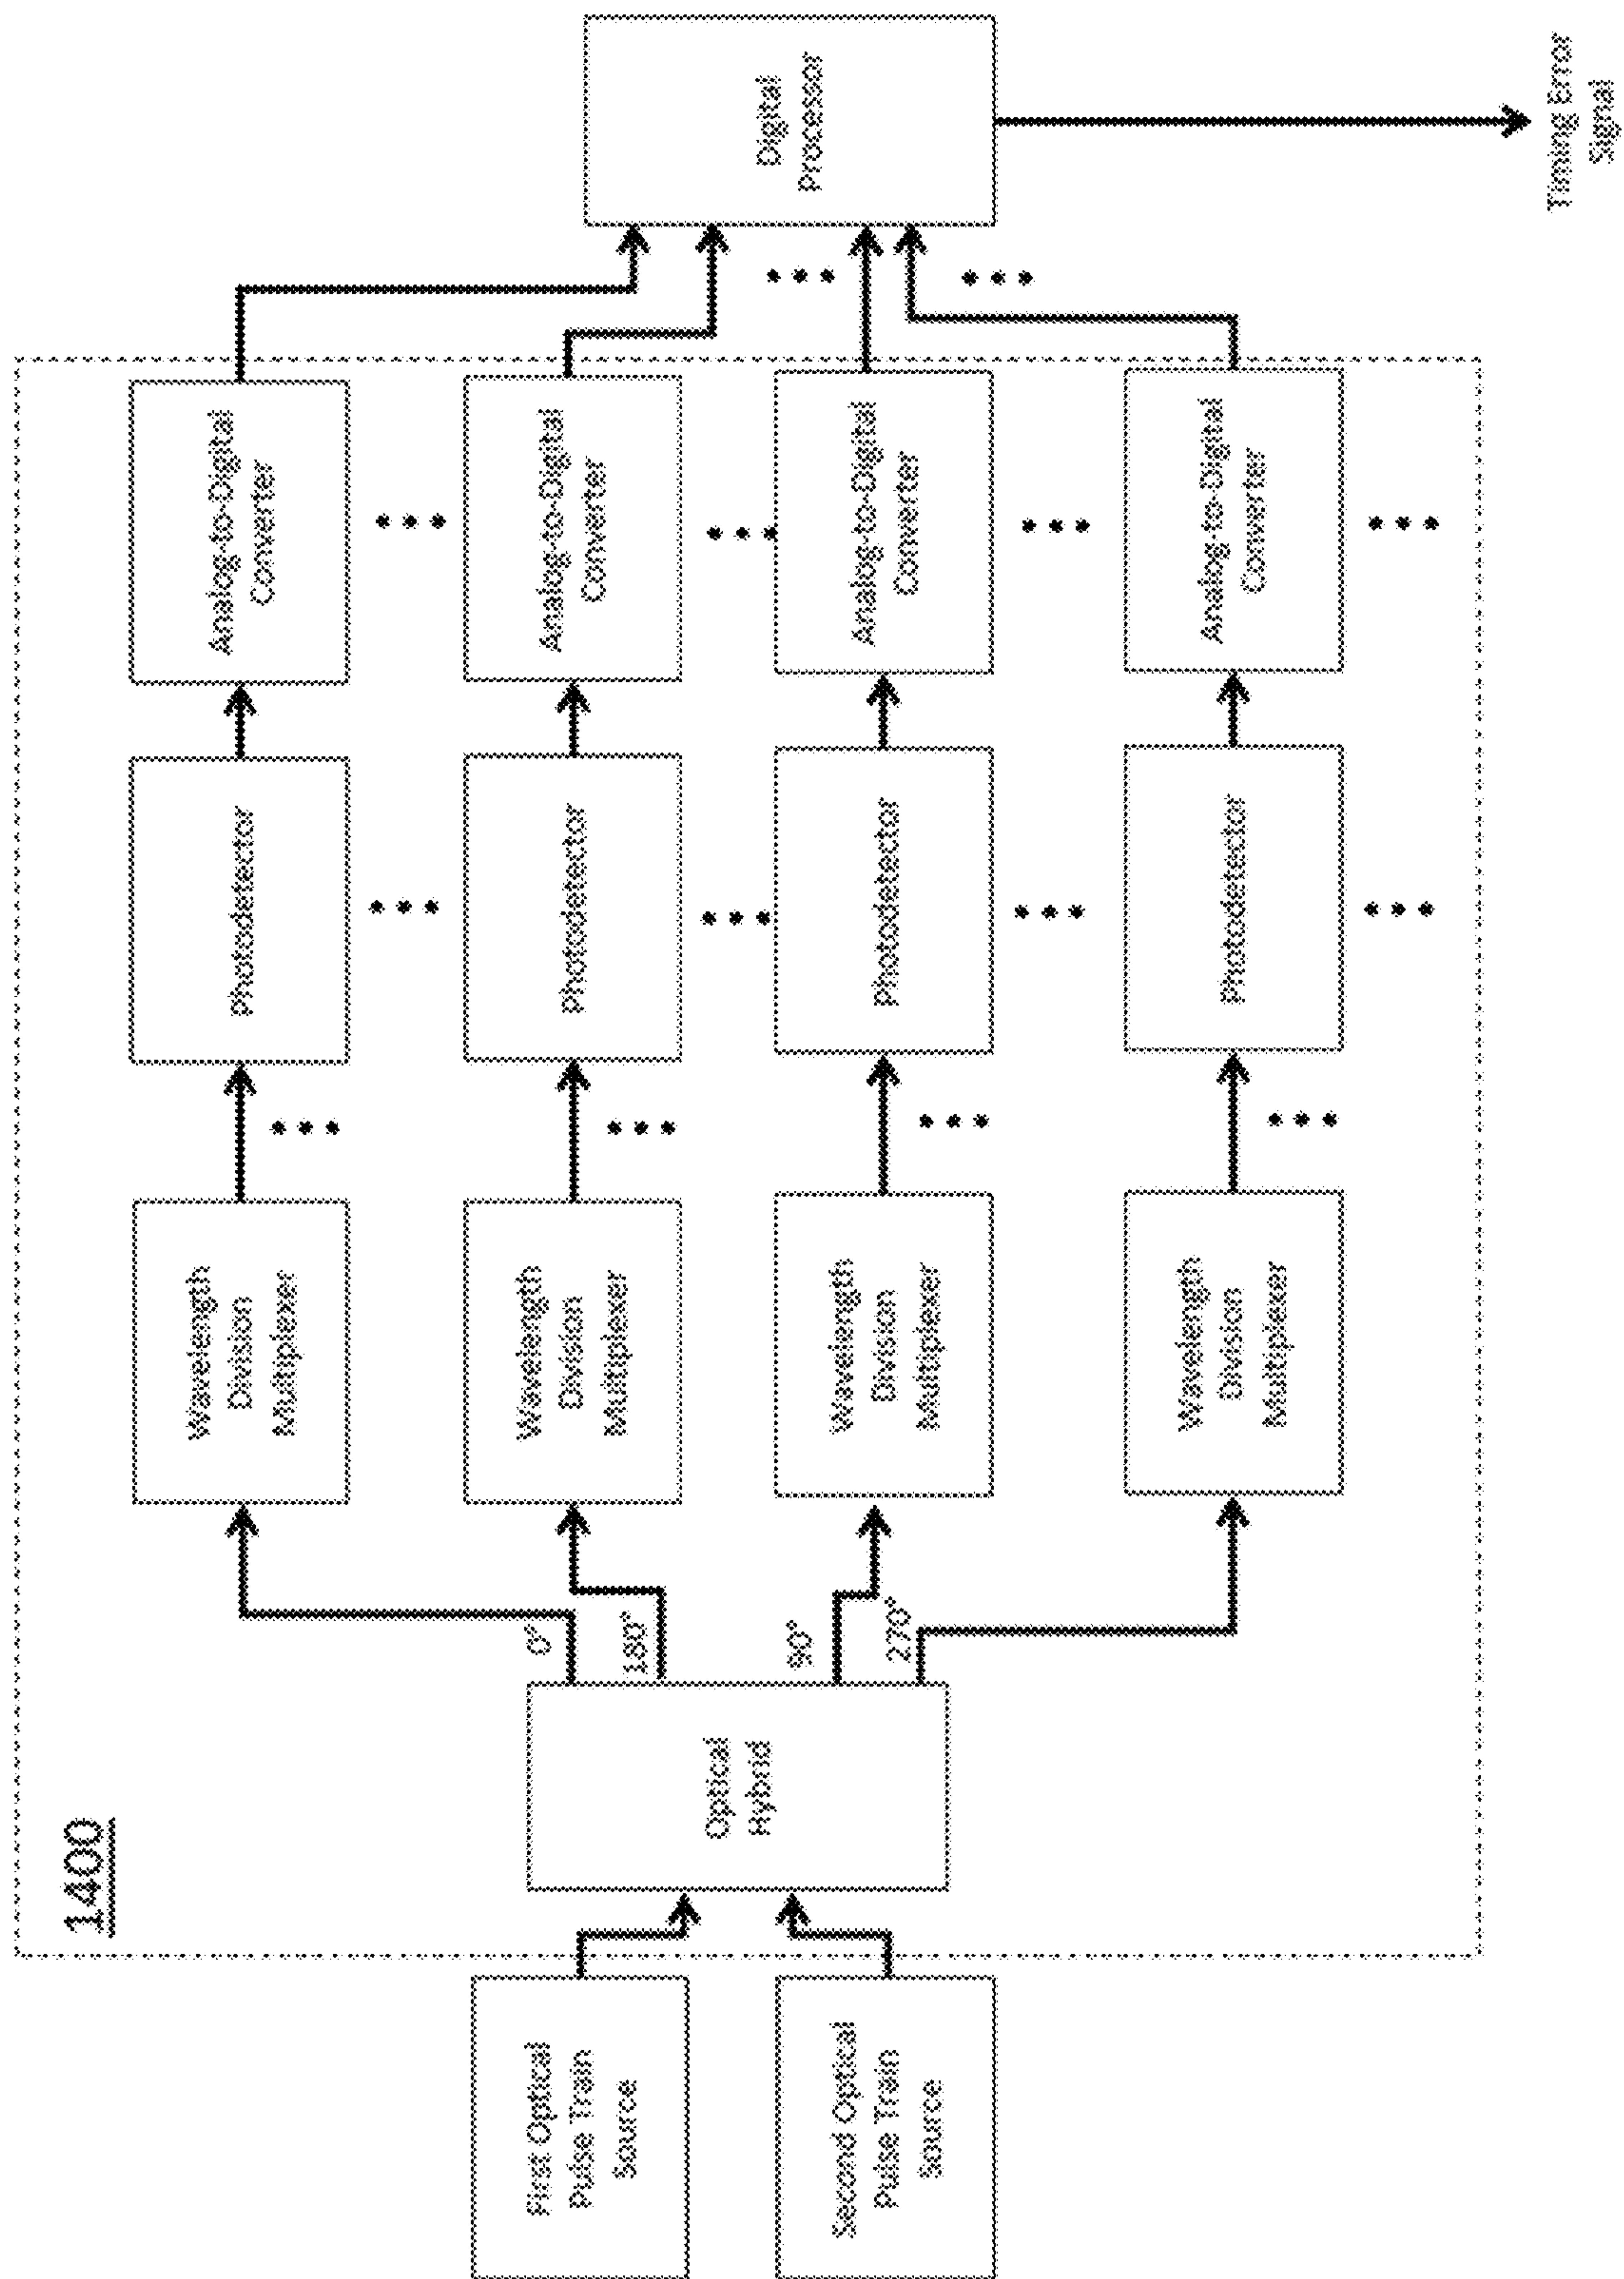 1400
First Optical
Pulse Train
Source
Second Optical
Pulse Train
Source
Optical
Hybrid
0°
180°
90°
270°
Wavelength
Division
Multiplexer
Wavelength
Division
Multiplexer
Wavelength
Division
Multiplexer
Wavelength
Division
Multiplexer
Photodetector
Photodetector
Photodetector
Photodetector
Analog-to-Digital
Converter
Analog-to-Digital
Converter
Analog-to-Digital
Converter
Analog-to-Digital
Converter
Digital
Processor
Timing Error
Signal